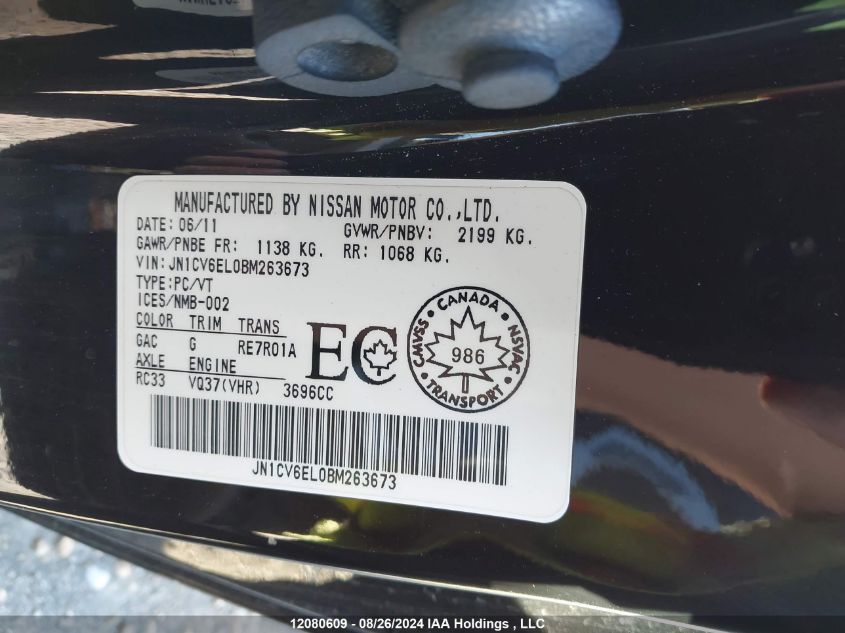 MANUFACTURED BY NISSAN MOTOR CO.,LTD.
DATE: 06/11 GVWR/PNBV: 2199 KG.
GAWR/PNBE FR: 1138 KG. RR: 1068 KG.
VIN: JN1CV6EL0BM263673
TYPE: PC/VT
ICES/NMB-002
COLOR TRIM TRANS
GAC G RE7R01A
AXLE ENGINE
RC33 VQ37(VHR) 3696CC
EC
CANADA
CMVSS 986 NSVAC
TRANSPORT
JN1CV6EL0BM263673
12080609 - 08/26/2024 IAA Holdings, LLC